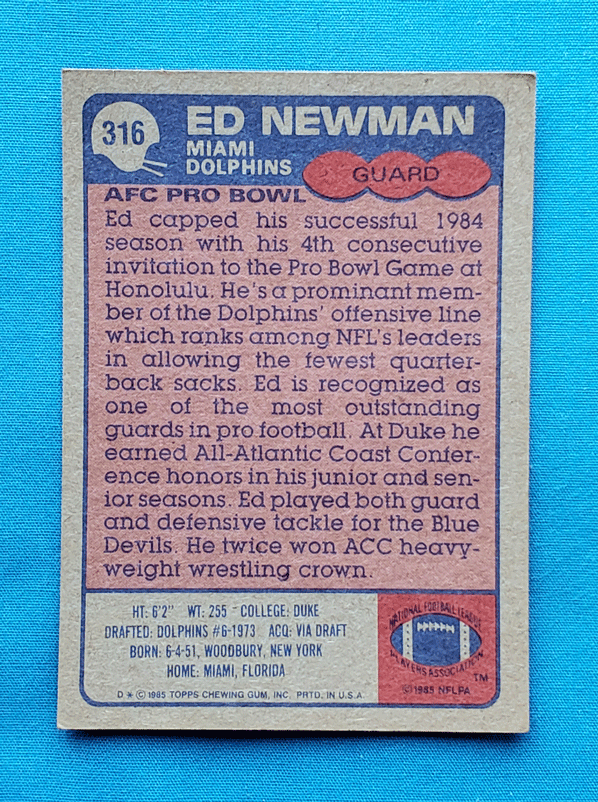 316
ED NEWMAN
MIAMI
DOLPHINS
GUARD
AFC PRO BOWL
Ed capped his successful 1984
season with his 4th consecutive
invitation to the Pro Bowl Game at
Honolulu. He's a prominant mem-
ber of the Dolphins' offensive line
which ranks among NFL's leaders
in allowing the fewest quarter-
back sacks. Ed is recognized as
one of the most outstanding
guards in pro football. At Duke he
earned All-Atlantic Coast Confer-
ence honors in his junior and sen-
ior seasons. Ed played both guard
and defensive tackle for the Blue
Devils. He twice won ACC heavy-
weight wrestling crown.
HT: 6'2" WT: 255 COLLEGE: DUKE
DRAFTED: DOLPHINS #6-1973 ACQ: VIA DRAFT
BORN: 6-4-51, WOODBURY, NEW YORK
HOME: MIAMI, FLORIDA
D * © 1985 TOPPS CHEWING GUM, INC. PRTD. IN U.S.A.
NATIONAL FOOTBALL LEAGUE
PLAYERS ASSOCIATION
TM
© 1985 NFLPA